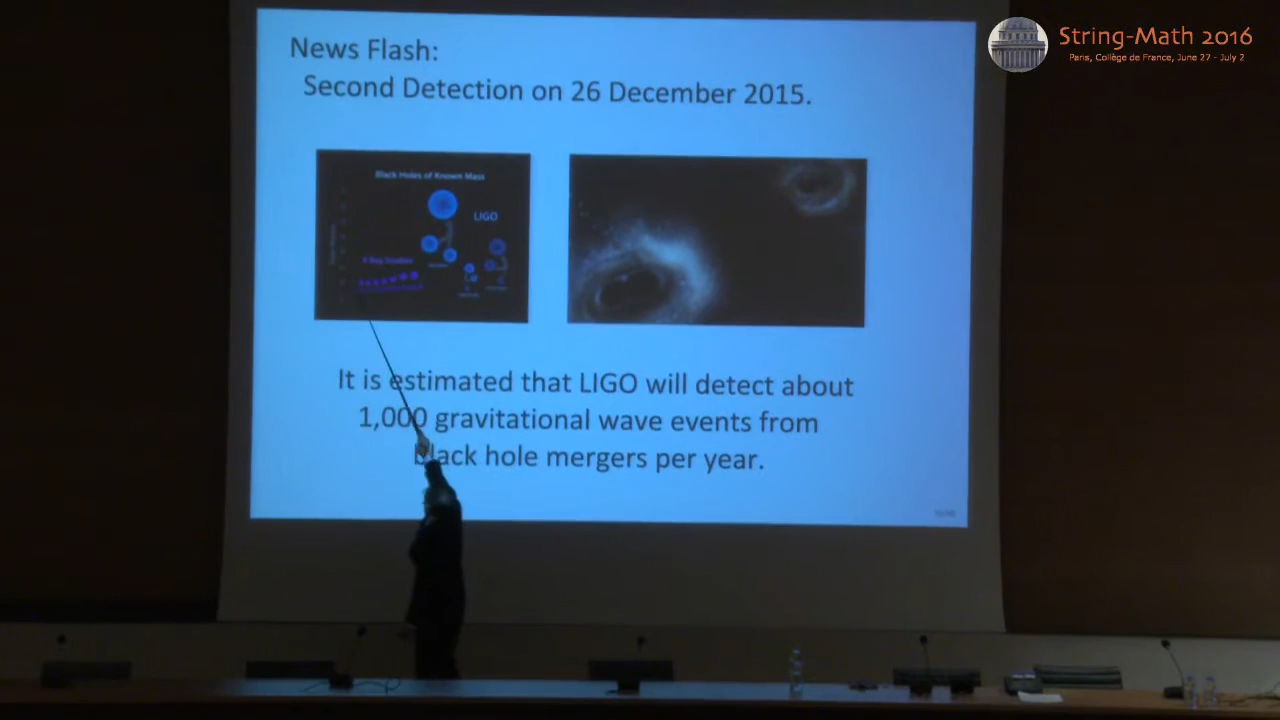 String-Math 2016
Paris, Collège de France, June 27 - July 2
News Flash:
Second Detection on 26 December 2015.
Black Holes of Known Mass
LIGO
It is estimated that LIGO will detect about
1,000 gravitational wave events from
black hole mergers per year.